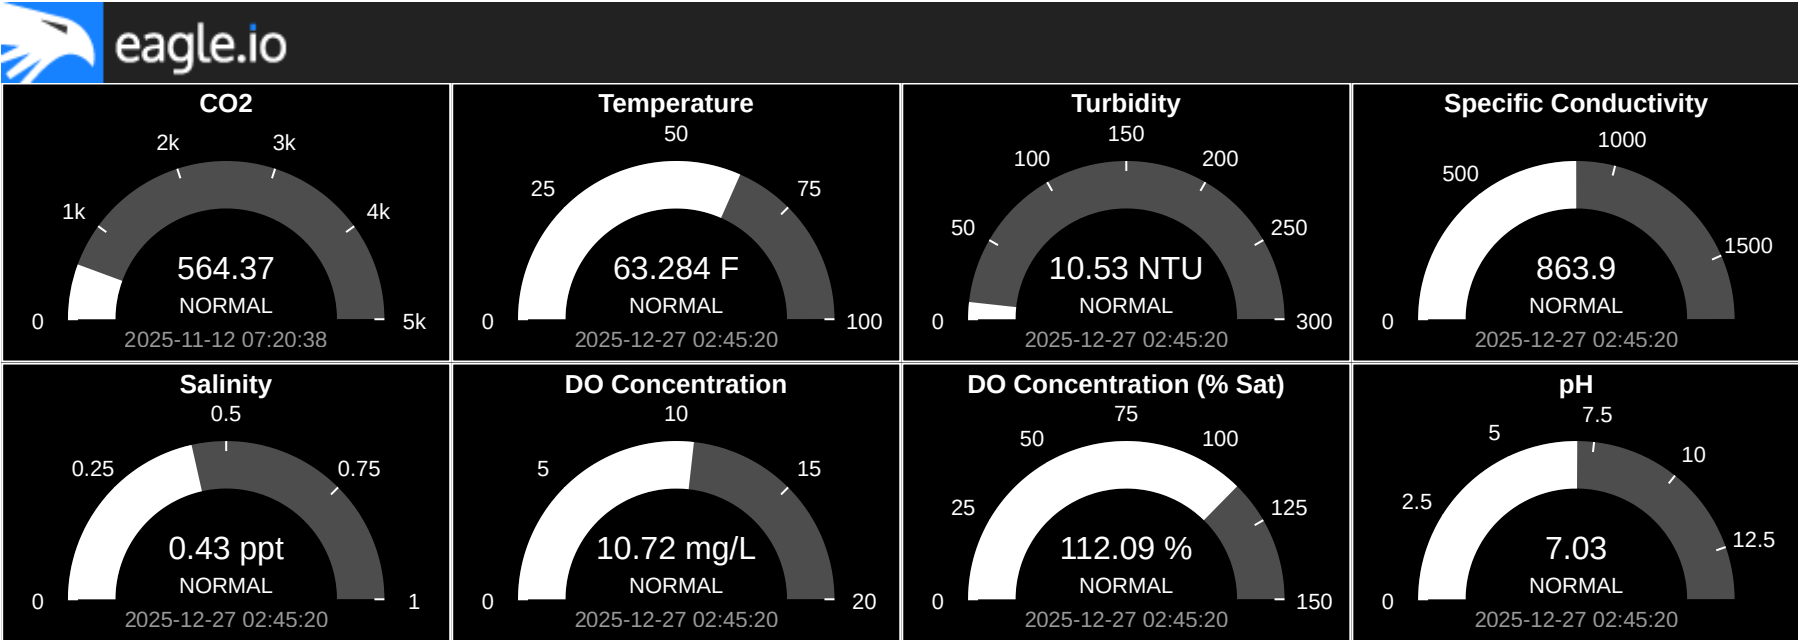 eagle.io
CO2
0
1k
2k
3k
4k
5k
564.37
NORMAL
2025-11-12 07:20:38
Temperature
0
25
50
75
100
63.284 F
NORMAL
2025-12-27 02:45:20
Turbidity
0
50
100
150
200
250
300
10.53 NTU
NORMAL
2025-12-27 02:45:20
Specific Conductivity
0
500
1000
1500
863.9
NORMAL
2025-12-27 02:45:20
Salinity
0
0.25
0.5
0.75
1
0.43 ppt
NORMAL
2025-12-27 02:45:20
DO Concentration
0
5
10
15
20
10.72 mg/L
NORMAL
2025-12-27 02:45:20
DO Concentration (% Sat)
0
25
50
75
100
125
150
112.09 %
NORMAL
2025-12-27 02:45:20
pH
0
2.5
5
7.5
10
12.5
7.03
NORMAL
2025-12-27 02:45:20